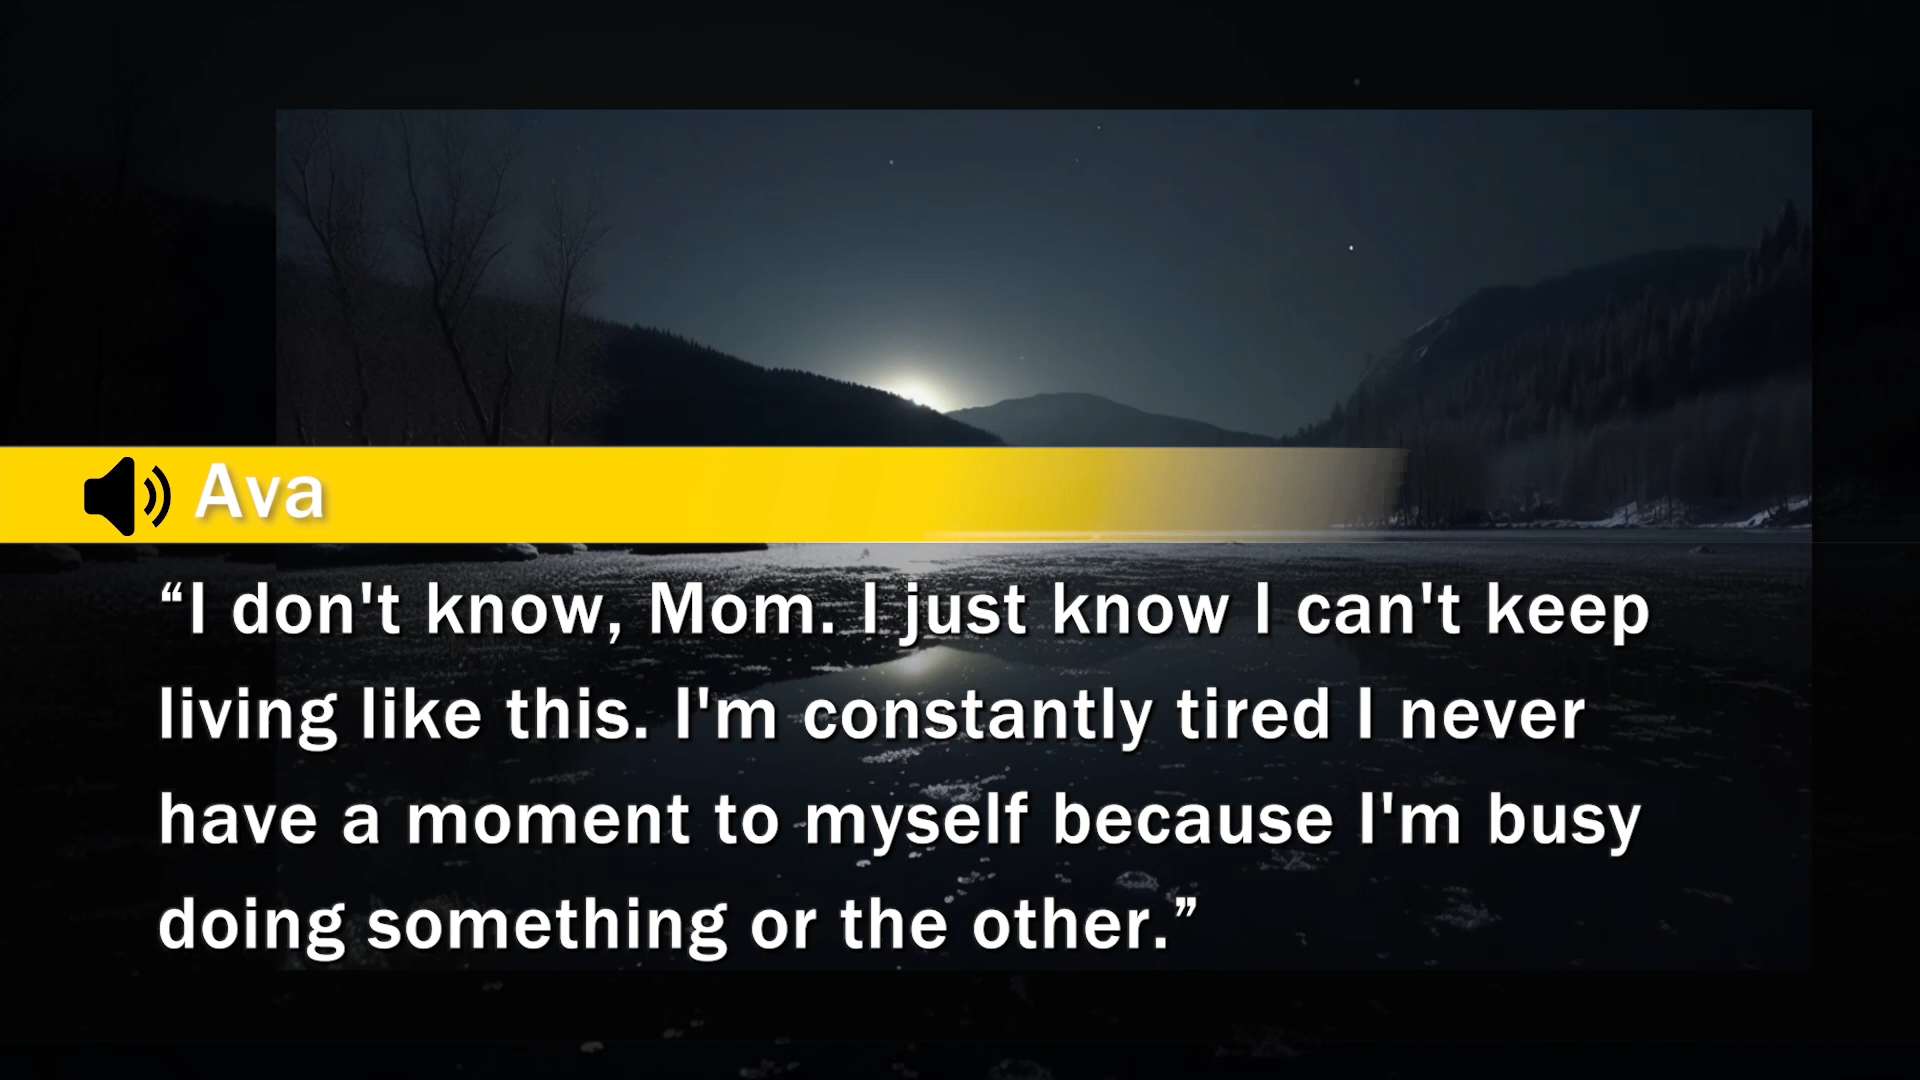 Ava
“I don't know, Mom. I just know I can't keep
living like this. I'm constantly tired I never
have a moment to myself because I'm busy
doing something or the other.”